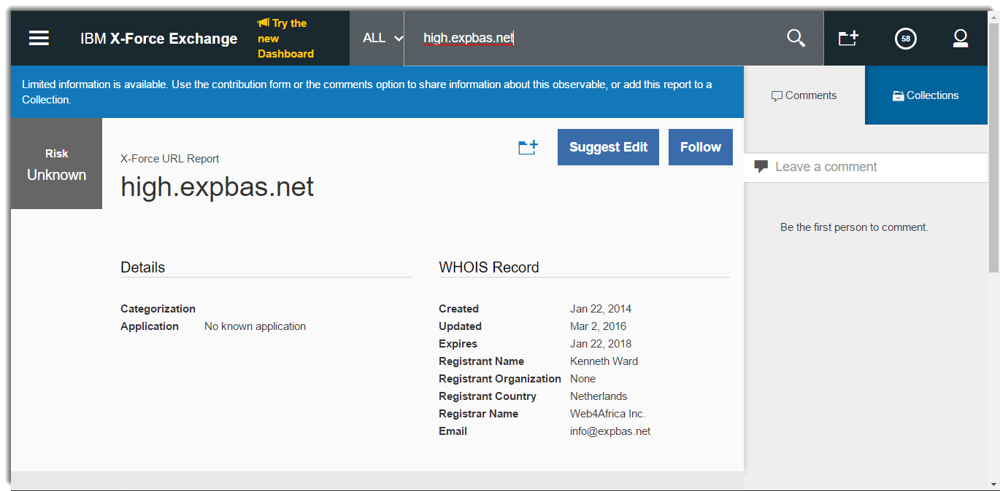 IBM X-Force Exchange
Try the
new
Dashboard
ALL
high.expbas.net
58
Limited information is available. Use the contribution form or the comments option to share information about this observable, or add this report to a
Collection.
Comments
Collections
Risk
Unknown
X-Force URL Report
high.expbas.net
Suggest Edit
Follow
Leave a comment
Be the first person to comment.
Details
Categorization
Application No known application
WHOIS Record
Created Jan 22, 2014
Updated Mar 2, 2016
Expires Jan 22, 2018
Registrant Name Kenneth Ward
Registrant Organization None
Registrant Country Netherlands
Registrar Name Web4Africa Inc.
Email info@expbas.net